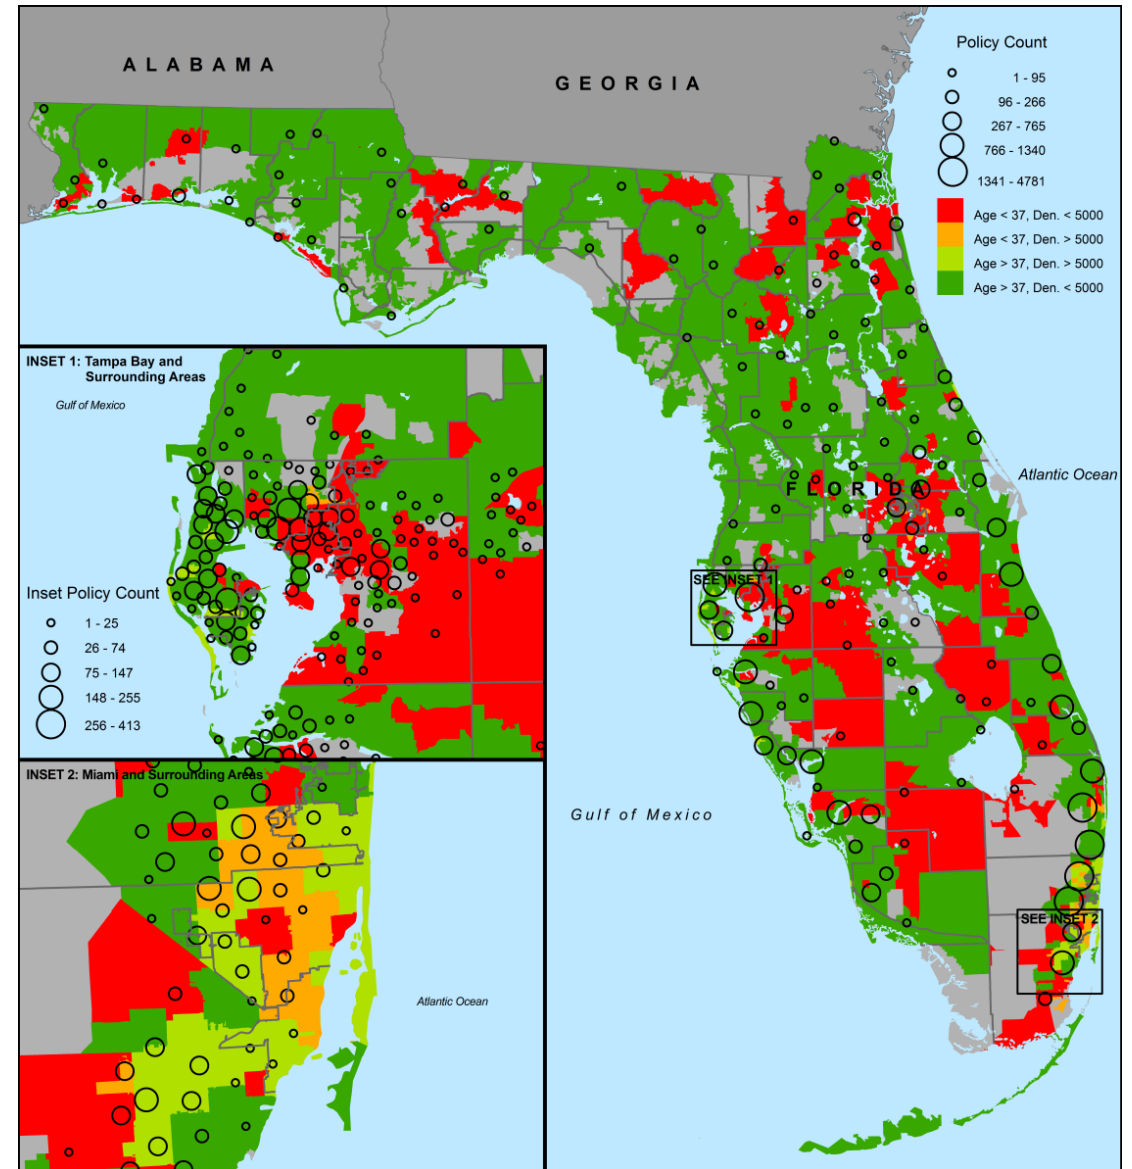 ALABAMA
GEORGIA
Policy Count
1 - 95
96 - 266
267 - 765
766 - 1340
1341 - 4781
Age < 37, Den. < 5000
Age < 37, Den. > 5000
Age > 37, Den. > 5000
Age > 37, Den. < 5000
INSET 1: Tampa Bay and
Surrounding Areas
Gulf of Mexico
Atlantic Ocean
FLORIDA
SEE INSET 1
Inset Policy Count
1 - 25
26 - 74
75 - 147
148 - 255
256 - 413
INSET 2: Miami and Surrounding Areas
Gulf of Mexico
SEE INSET 2
Atlantic Ocean